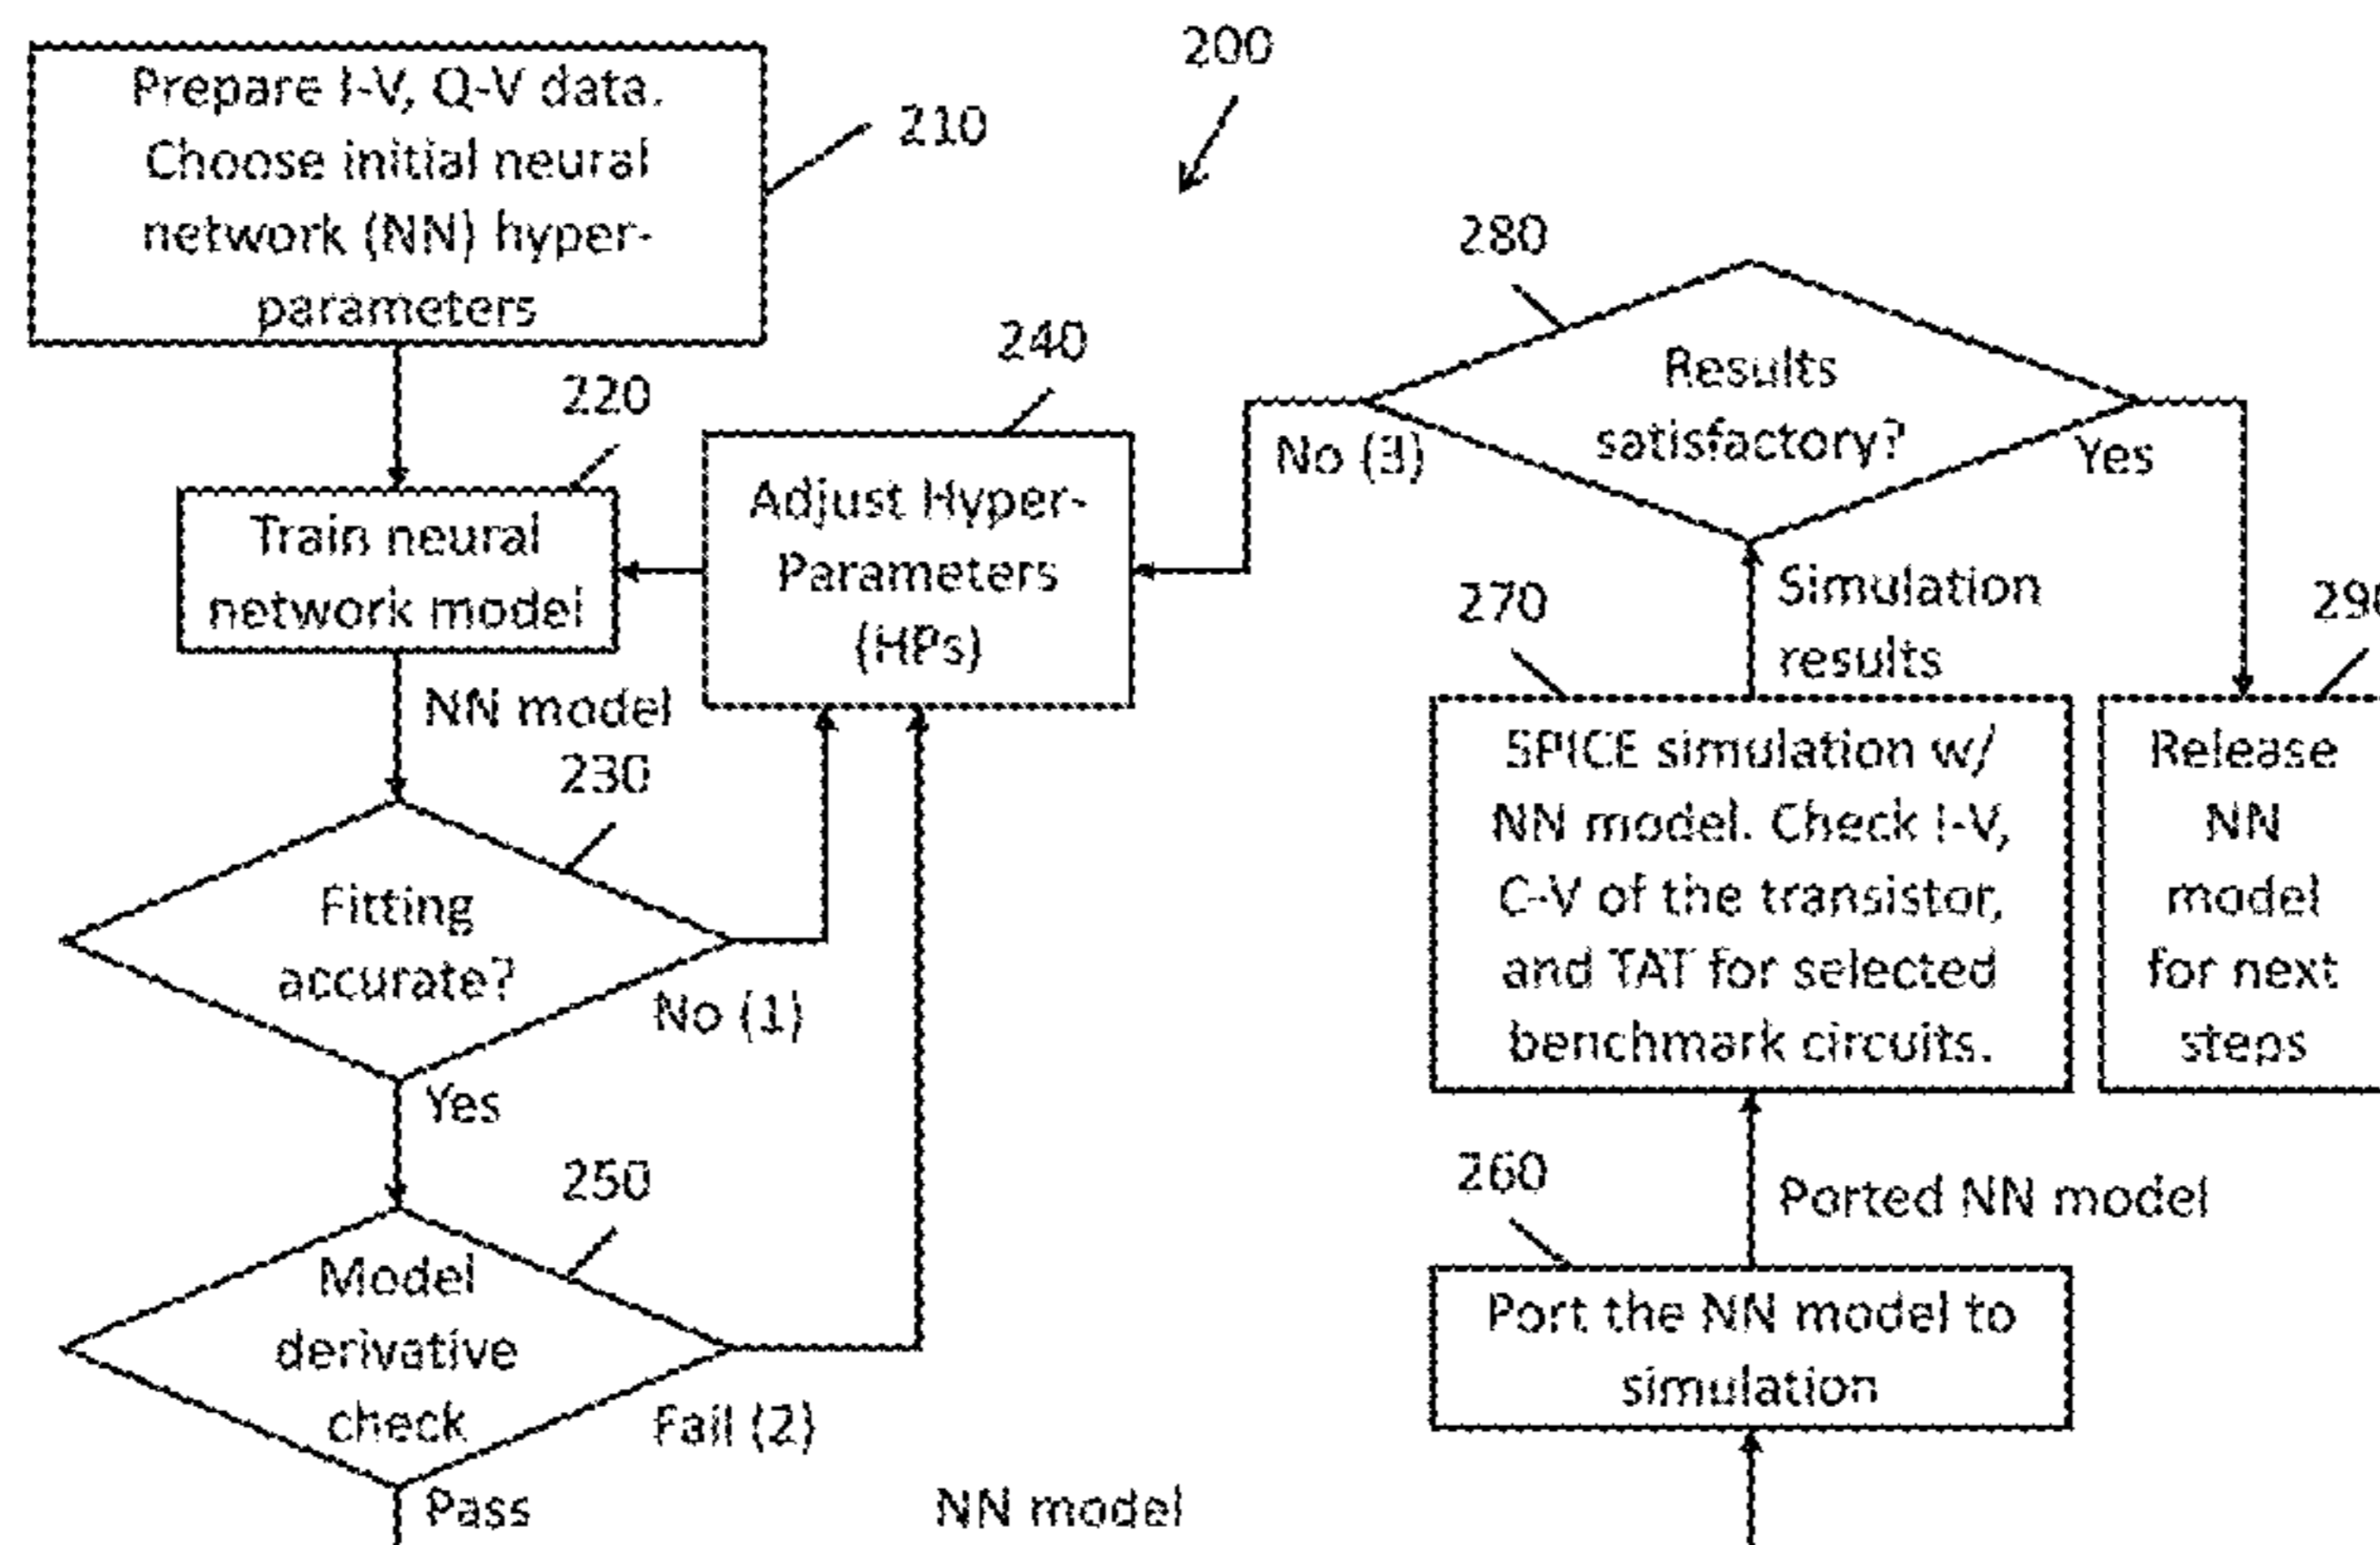 200
Prepare I-V, Q-V data.
Choose initial neural
network (NN) hyper-
parameters
210
220
Train neural
network model
240
Adjust Hyper-
Parameters
(HPs)
NN model
230
Fitting
accurate?
No (1)
Yes
250
Model
derivative
check
Fail (2)
Pass
NN model
260
Port the NN model to
simulation
Ported NN model
270
SPICE simulation w/
NN model. Check I-V,
C-V of the transistor,
and TAT for selected
benchmark circuits.
Simulation
results
280
Results
satisfactory?
No (3)
Yes
Release
NN
model
for next
steps